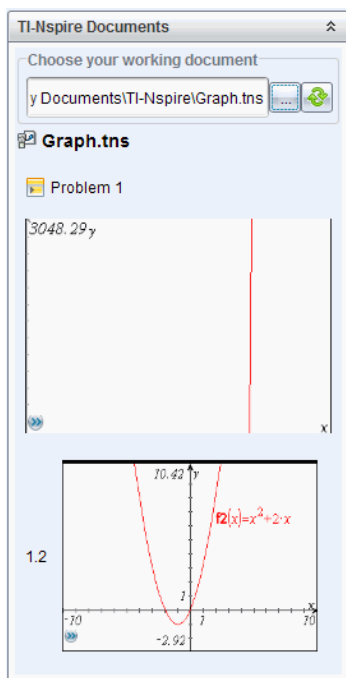 TI-Nspire Documents
Choose your working document
y Documents\TI-Nspire\Graph.tns
...
Graph.tns
Problem 1
3048.29 y
x
10.42 y
f2(x)=x²+2·x
1.2
1
x
-10
1
10
-2.92